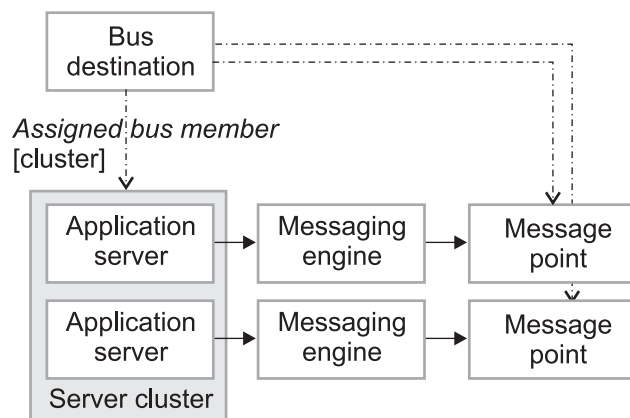 Bus
destination
Assigned bus member
[cluster]
Application
server
Messaging
engine
Message
point
Application
server
Messaging
engine
Message
point
Server cluster